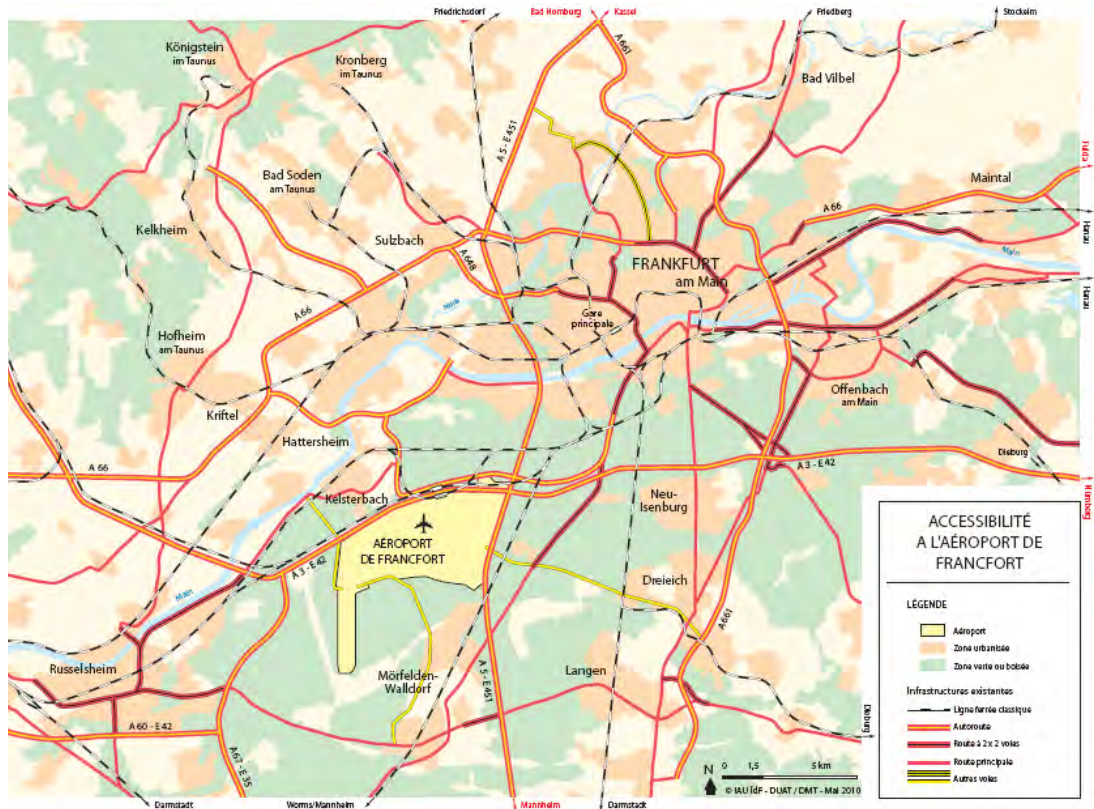 Friedrichsdorf
Bad Homburg
Kassel
Friedberg
Stockeim
Königstein
im Taunus
Kronberg
im Taunus
A 661
Bad Vilbel
A 5 - E 451
Fulda
Bad Soden
am Taunus
Maintal
A 66
Kelkheim
Sulzbach
Hanau
A 648
FRANKFURT
am Main
Main
Nidda
Hanau
A 66
Gare
principale
Hofheim
am Taunus
Offenbach
am Main
Kriftel
Hattersheim
Dieburg
A 66
A 3 - E 42
Nürnberg
Kelsterbach
Neu-
Isenburg
AÉROPORT
DE FRANCFORT
A 3 - E 42
Dreieich
Main
A 661
Russelsheim
Mörfelden-
Walldorf
A 5 - E 451
Langen
A 60 - E 42
A 67 - E 35
Dieburg
Darmstadt
Worms/Mannheim
Mannheim
Darmstadt
N
0 1,5 5 km
© IAU îdF - DUAT / DMT - Mai 2010
ACCESSIBILITÉ
A L'AÉROPORT DE
FRANCFORT
LÉGENDE
Aéroport
Zone urbanisée
Zone verte ou boisée
Infrastructures existantes
Ligne ferrée classique
Autoroute
Route à 2 x 2 voies
Route principale
Autres voies